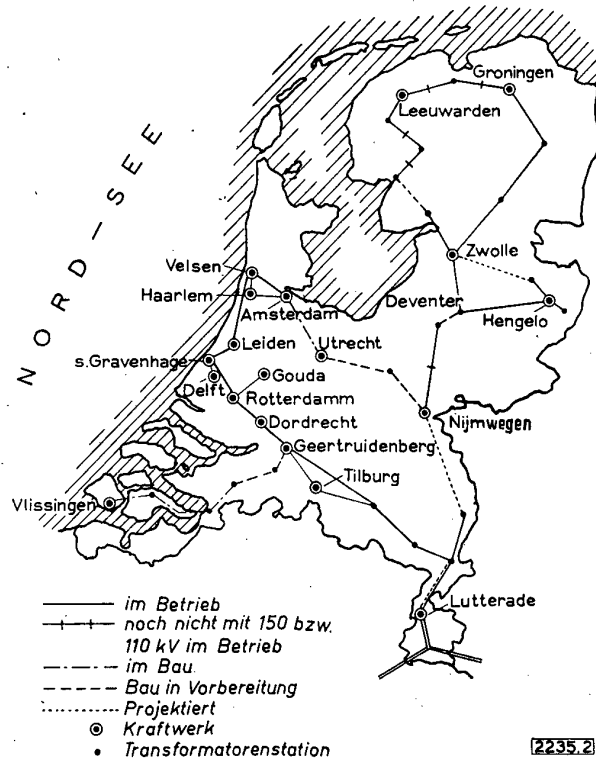 NORD-SEE
Groningen
Leeuwarden
Zwolle
Velsen
Haarlem
Amsterdam
Deventer
Hengelo
Leiden
Utrecht
s.Gravenhage
Gouda
Delft
Rotterdamm
Nijmwegen
Dordrecht
Geertruidenberg
Tilburg
Vlissingen
Lutterade
im Betrieb
noch nicht mit 150 bzw.
110 kV im Betrieb
im Bau
Bau in Vorbereitung
Projektiert
Kraftwerk
Transformatorenstation
2235.2